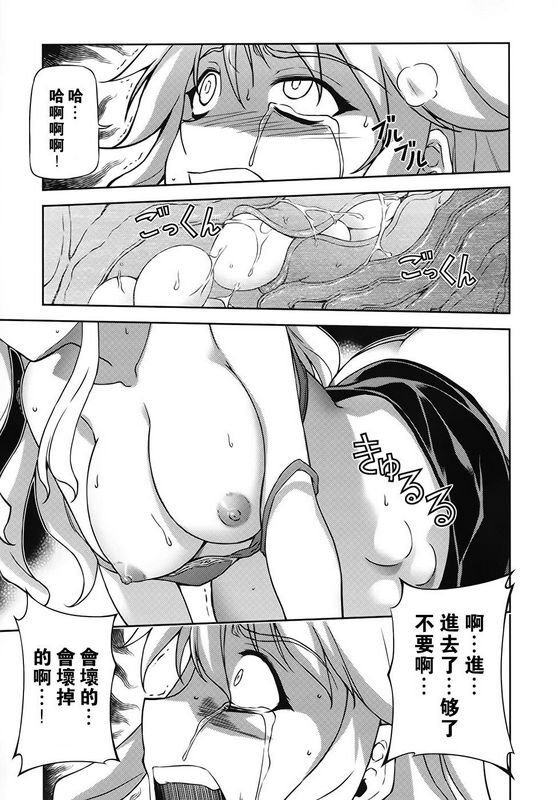 哈…
哈啊啊啊！
ブルブル
ごっくん
ごっくん
きゅるる
啊…進…
進去了…够了
不要啊…
會壞的…
會壞掉
的啊…！